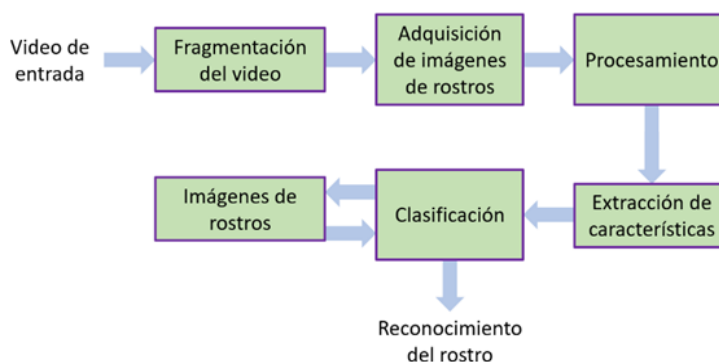 Video de
entrada
Fragmentación
del video
Adquisición
de imágenes
de rostros
Procesamiento
Extracción de
características
Clasificación
Imágenes de
rostros
Reconocimiento
del rostro